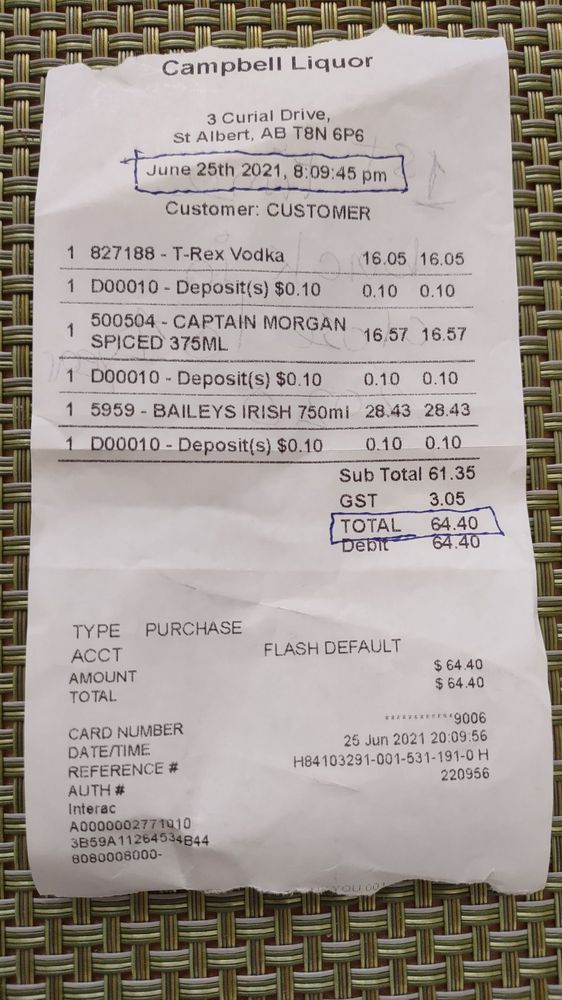 Campbell Liquor
3 Curial Drive,
St Albert, AB T8N 6P6
June 25th 2021, 8:09:45 pm
Customer: CUSTOMER
1 827188 - T-Rex Vodka 16.05 16.05
1 D00010 - Deposit(s) $0.10 0.10 0.10
1 500504 - CAPTAIN MORGAN SPICED 375ML 16.57 16.57
1 D00010 - Deposit(s) $0.10 0.10 0.10
1 5959 - BAILEYS IRISH 750ml 28.43 28.43
1 D00010 - Deposit(s) $0.10 0.10 0.10
Sub Total 61.35
GST 3.05
TOTAL 64.40
Debit 64.40
TYPE PURCHASE
ACCT FLASH DEFAULT
AMOUNT $ 64.40
TOTAL $ 64.40
CARD NUMBER ************9006
DATE/TIME 25 Jun 2021 20:09:56
REFERENCE # H84103291-001-531-191-0 H
AUTH # 220956
Interac
A0000002771010
3B59A11264534B44
8080008000-